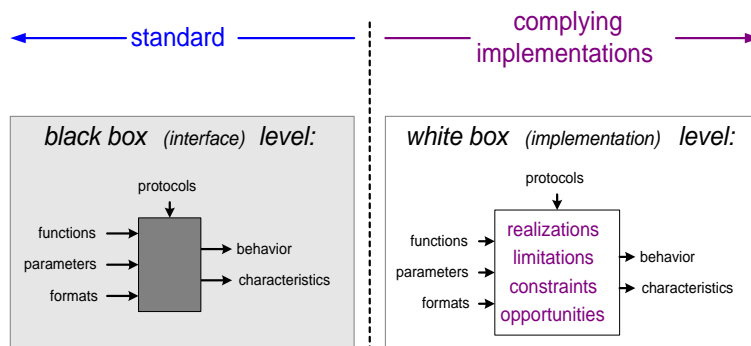 standard
complying
implementations
black box (interface) level:
protocols
functions
parameters
formats
behavior
characteristics
white box (implementation) level:
protocols
functions
parameters
formats
realizations
limitations
constraints
opportunities
behavior
characteristics